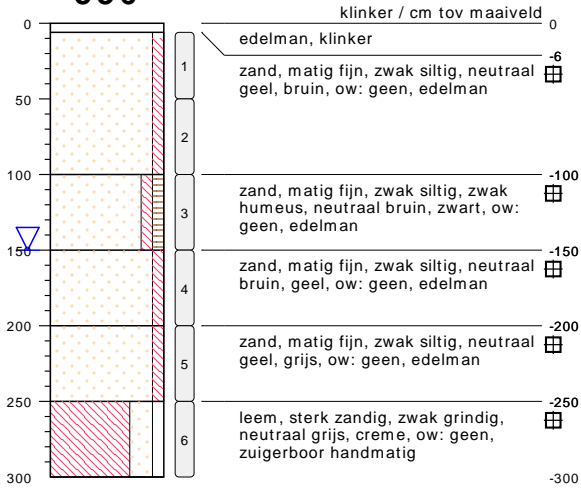 klinker / cm tov maaiveld
0
0
edelman, klinker
-6
1
zand, matig fijn, zwak siltig, neutraal
geel, bruin, ow: geen, edelman
50
2
100
-100
3
zand, matig fijn, zwak siltig, zwak
humeus, neutraal bruin, zwart, ow:
geen, edelman
150
-150
4
zand, matig fijn, zwak siltig, neutraal
bruin, geel, ow: geen, edelman
200
-200
5
zand, matig fijn, zwak siltig, neutraal
geel, grijs, ow: geen, edelman
250
-250
6
leem, sterk zandig, zwak grindig,
neutraal grijs, creme, ow: geen,
zuigerboor handmatig
300
-300